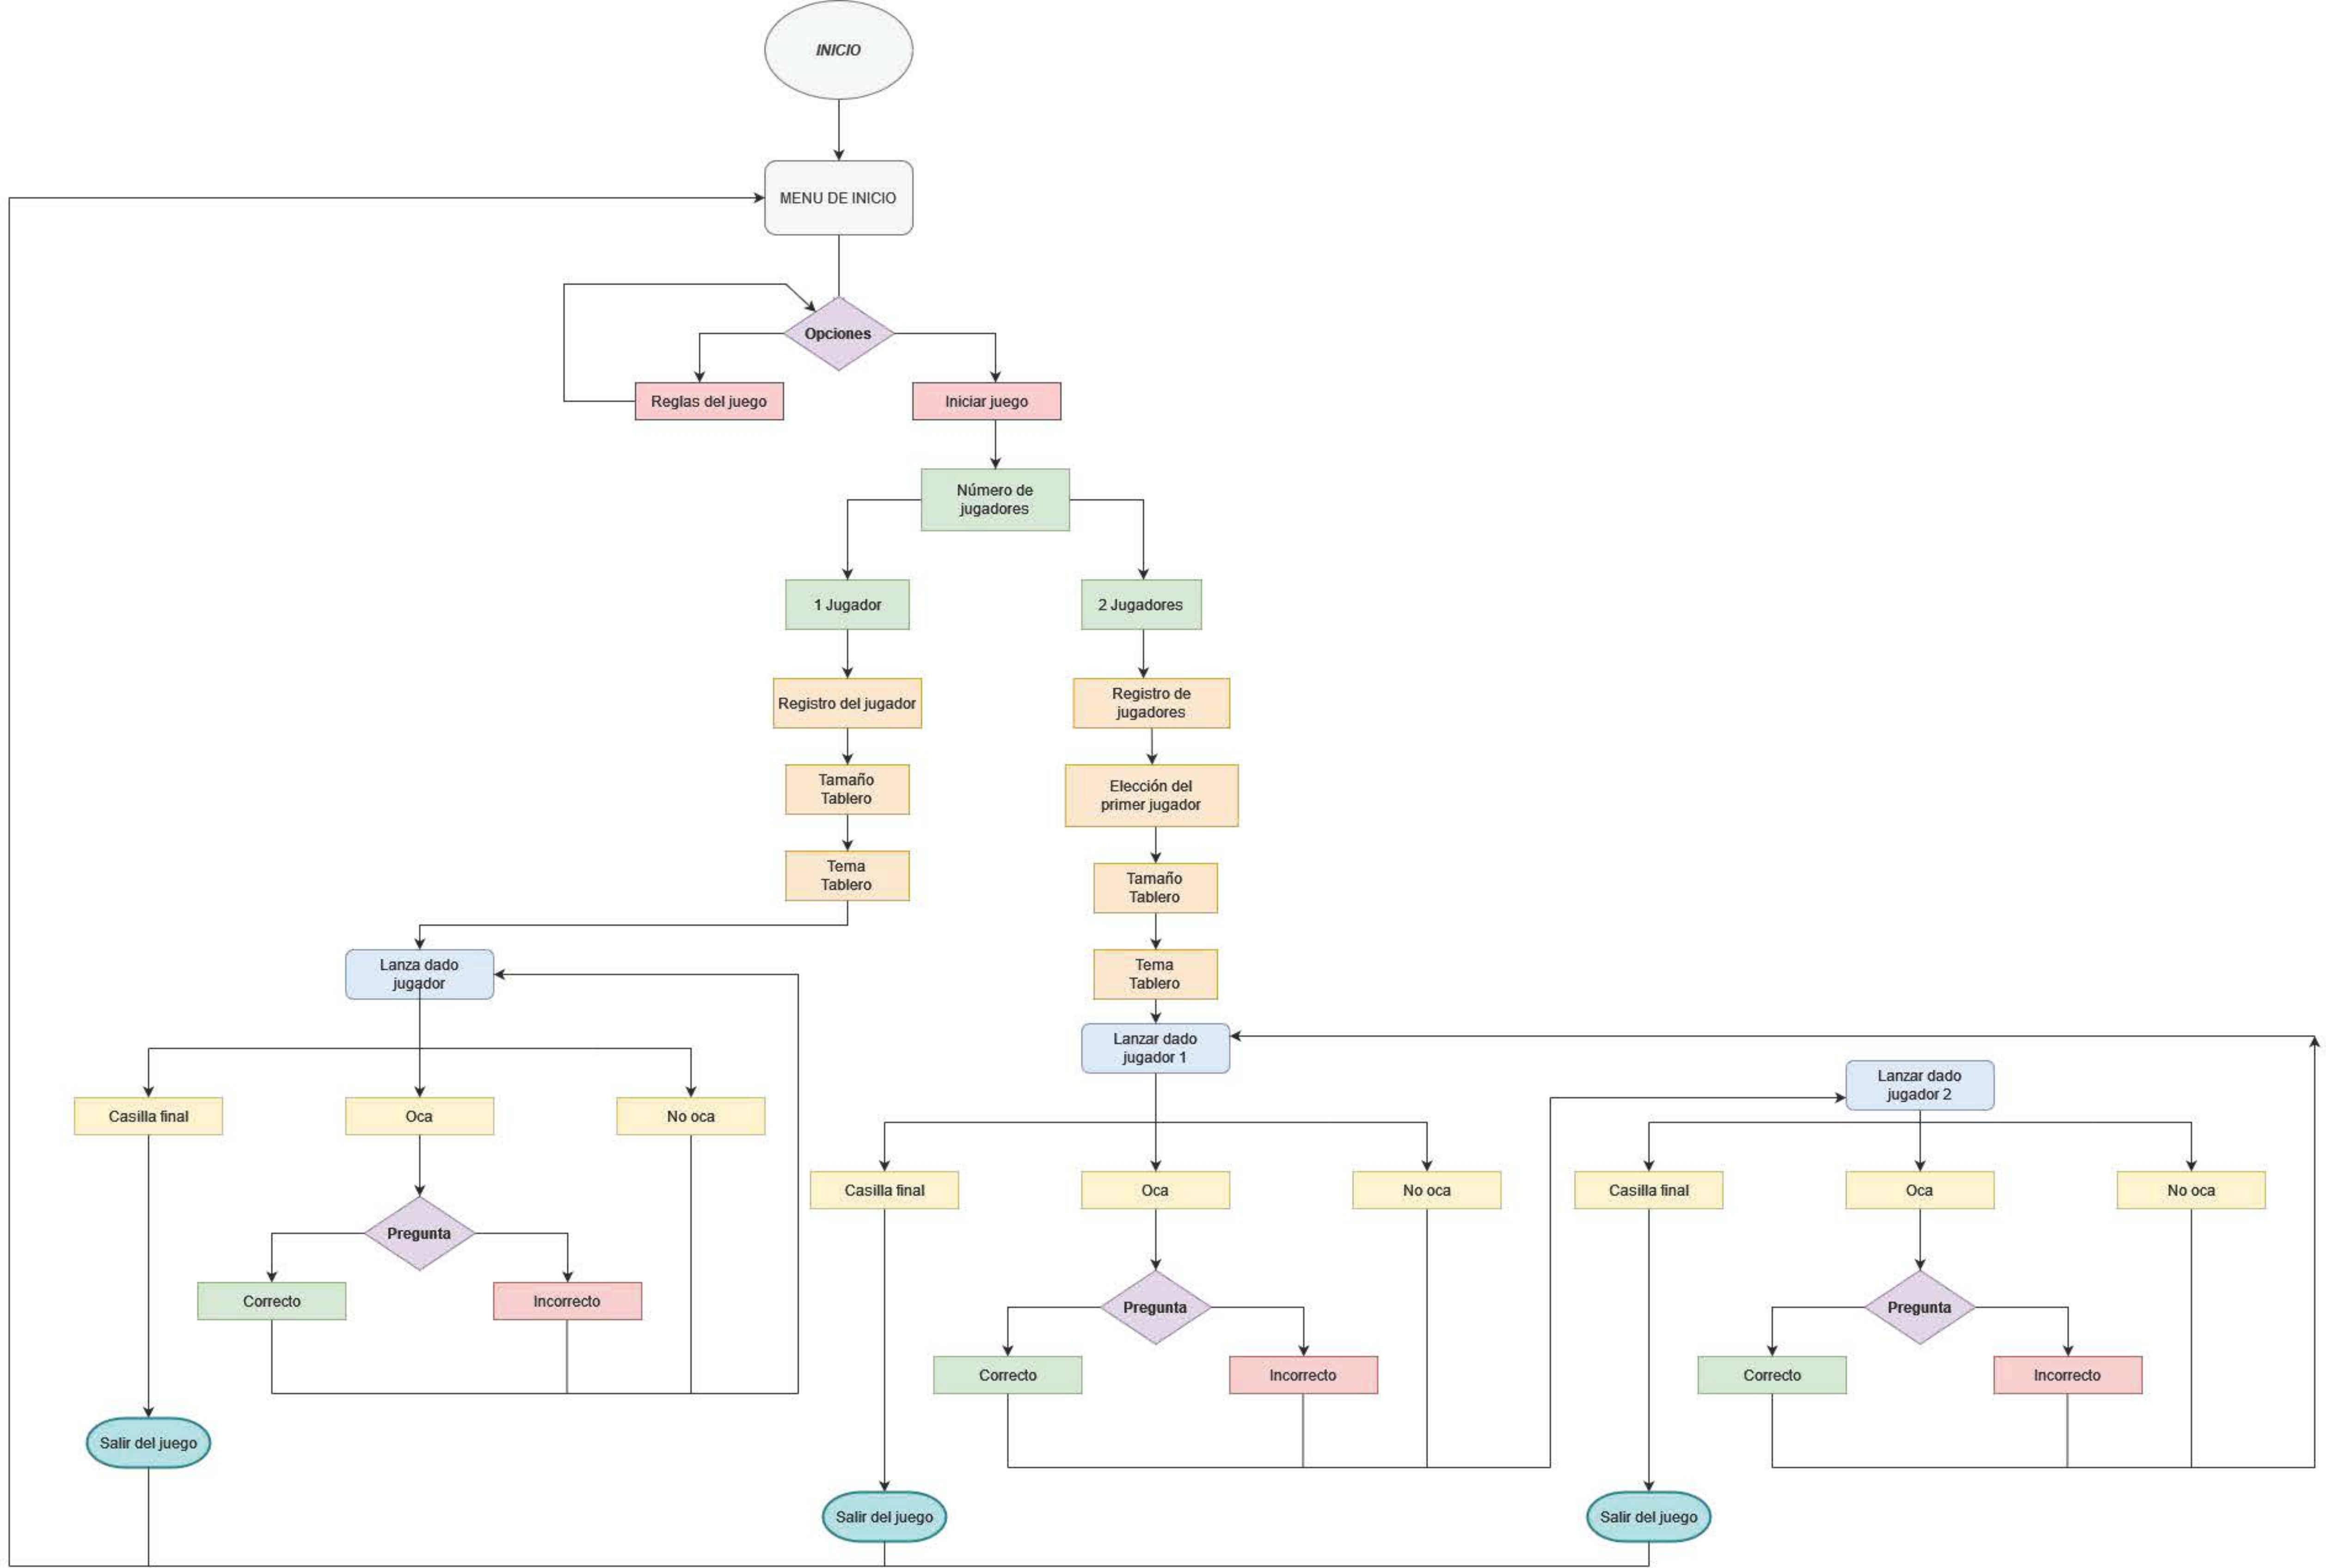 INICIO
MENU DE INICIO
Opciones
Reglas del juego
Iniciar juego
Número de
jugadores
1 Jugador
2 Jugadores
Registro del jugador
Registro de
jugadores
Tamaño
Tablero
Elección del
primer jugador
Tema
Tablero
Tamaño
Tablero
Lanza dado
jugador
Tema
Tablero
Lanzar dado
jugador 1
Lanzar dado
jugador 2
Casilla final
Oca
No oca
Casilla final
Oca
No oca
Casilla final
Oca
No oca
Pregunta
Correcto
Incorrecto
Pregunta
Pregunta
Correcto
Incorrecto
Correcto
Incorrecto
Salir del juego
Salir del juego
Salir del juego